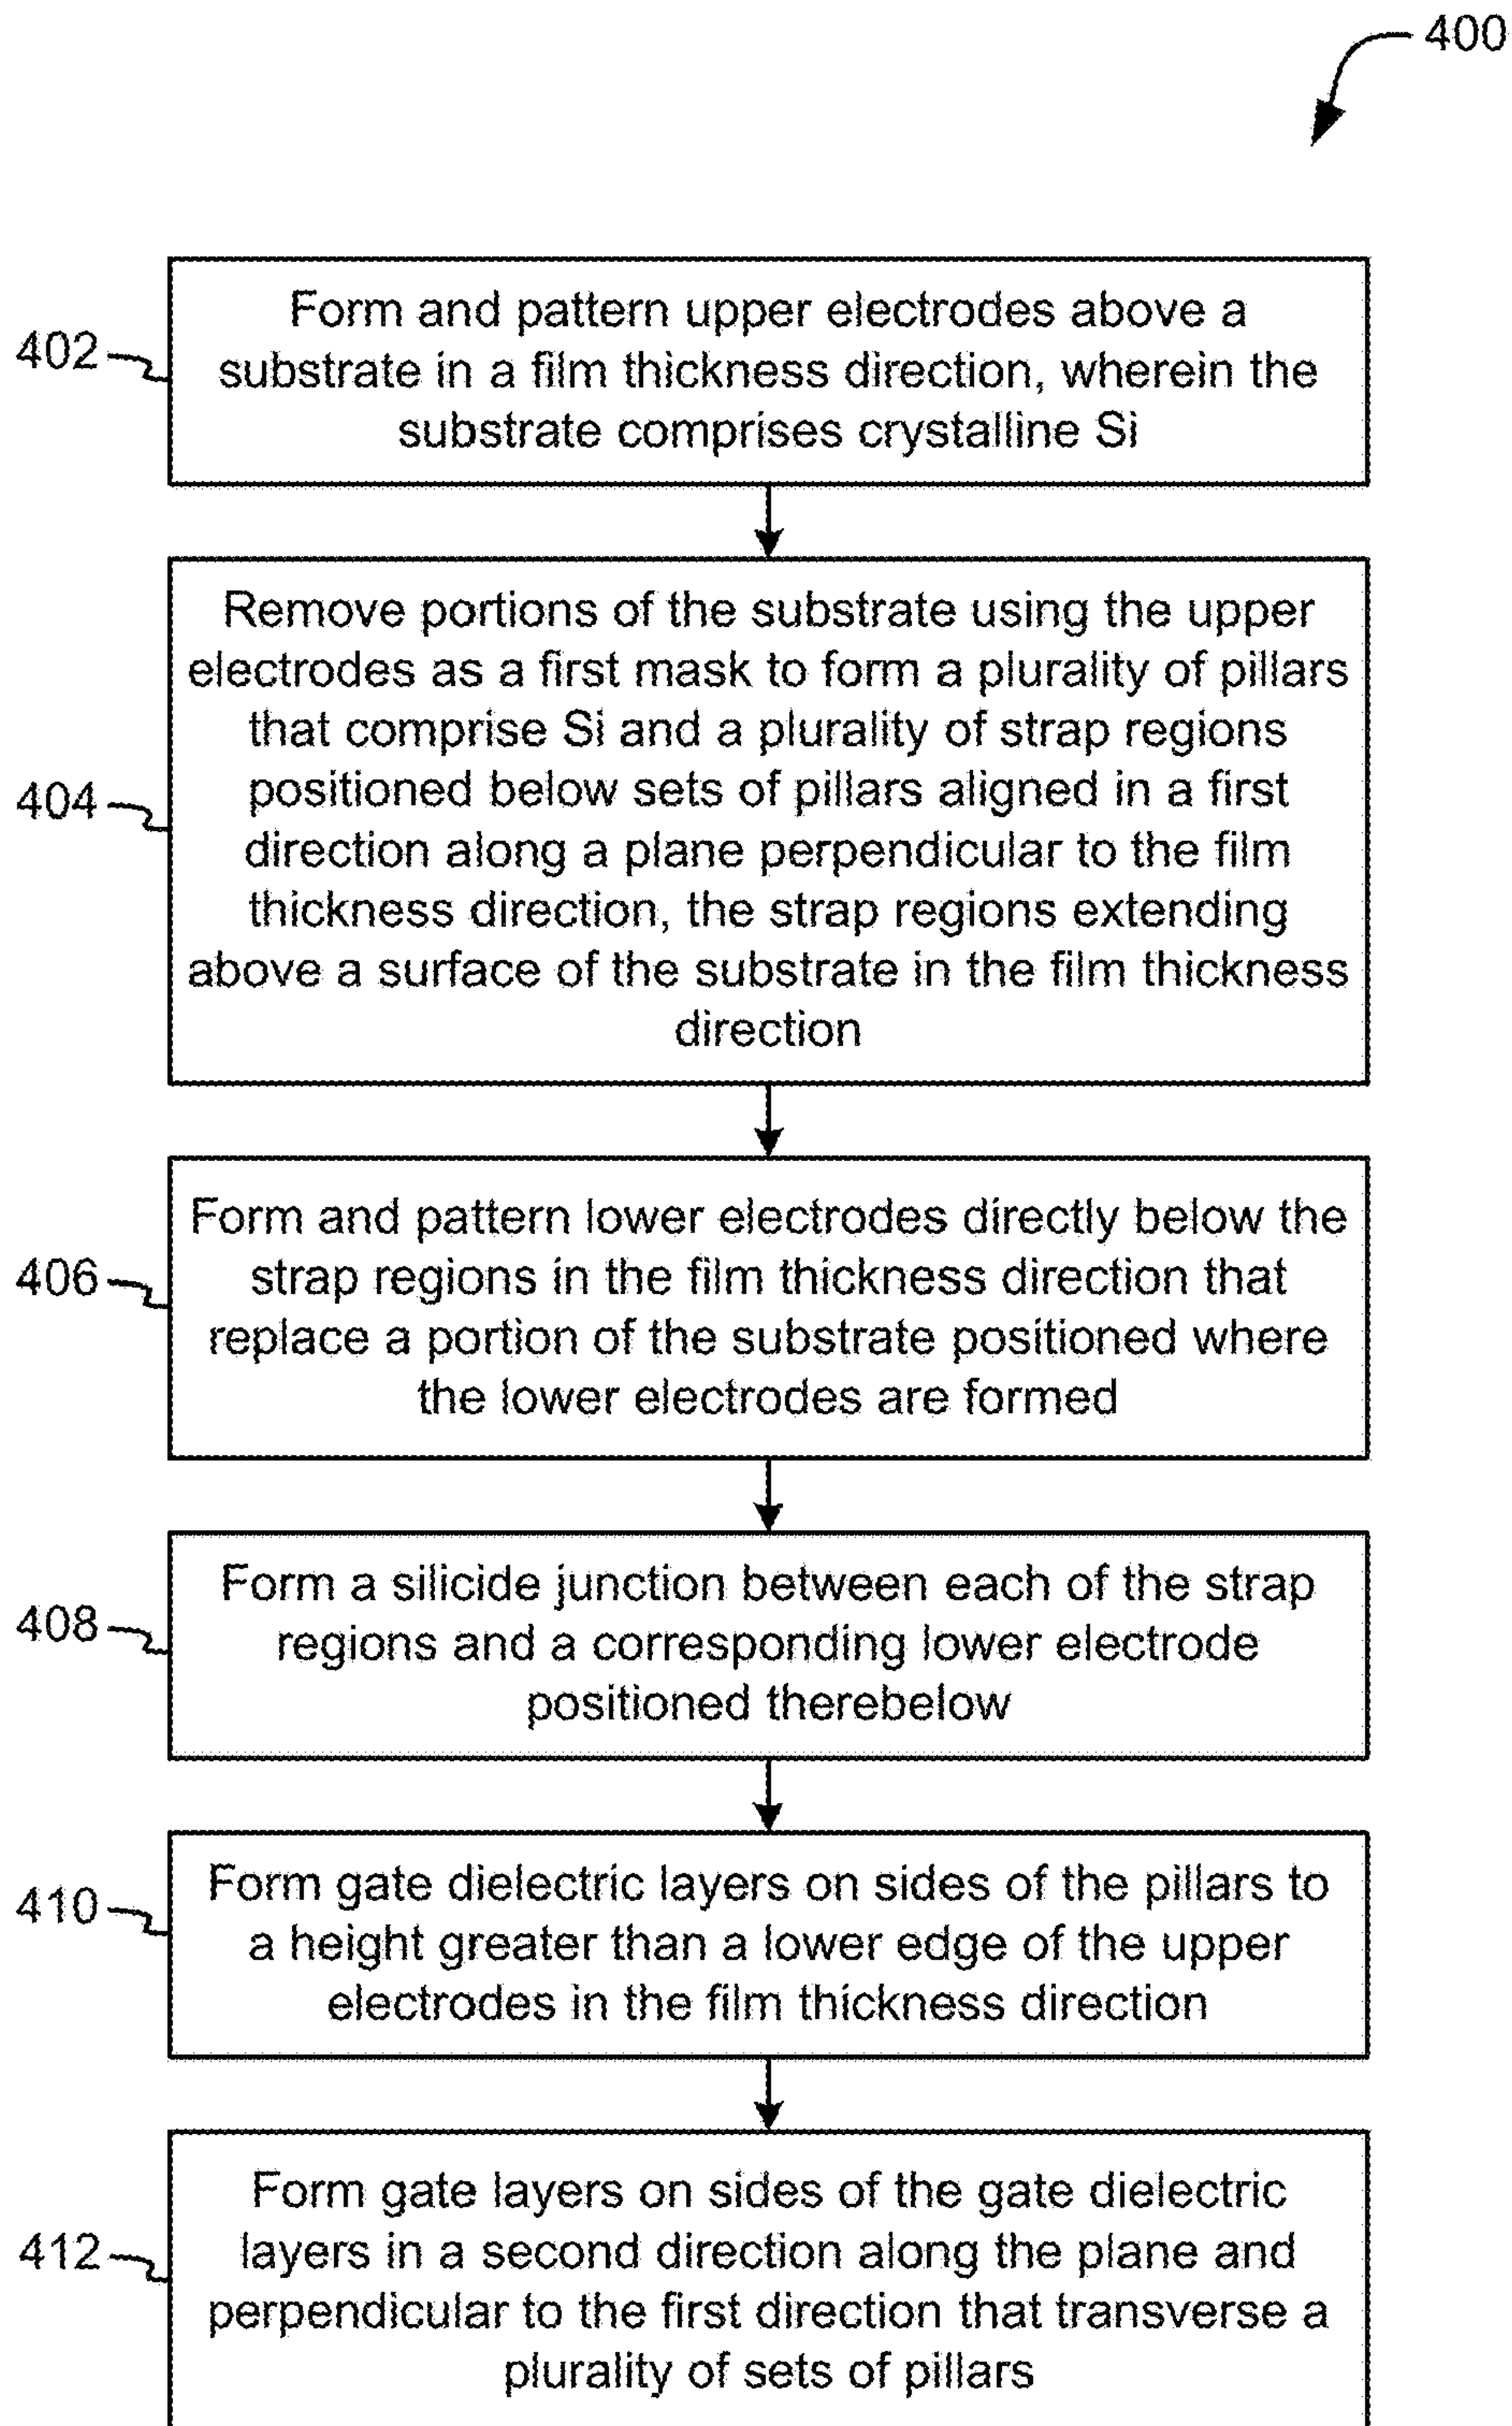 400
402
Form and pattern upper electrodes above a
substrate in a film thickness direction, wherein the
substrate comprises crystalline Si
404
Remove portions of the substrate using the upper
electrodes as a first mask to form a plurality of pillars
that comprise Si and a plurality of strap regions
positioned below sets of pillars aligned in a first
direction along a plane perpendicular to the film
thickness direction, the strap regions extending
above a surface of the substrate in the film thickness
direction
406
Form and pattern lower electrodes directly below the
strap regions in the film thickness direction that
replace a portion of the substrate positioned where
the lower electrodes are formed
408
Form a silicide junction between each of the strap
regions and a corresponding lower electrode
positioned therebelow
410
Form gate dielectric layers on sides of the pillars to
a height greater than a lower edge of the upper
electrodes in the film thickness direction
412
Form gate layers on sides of the gate dielectric
layers in a second direction along the plane and
perpendicular to the first direction that transverse a
plurality of sets of pillars